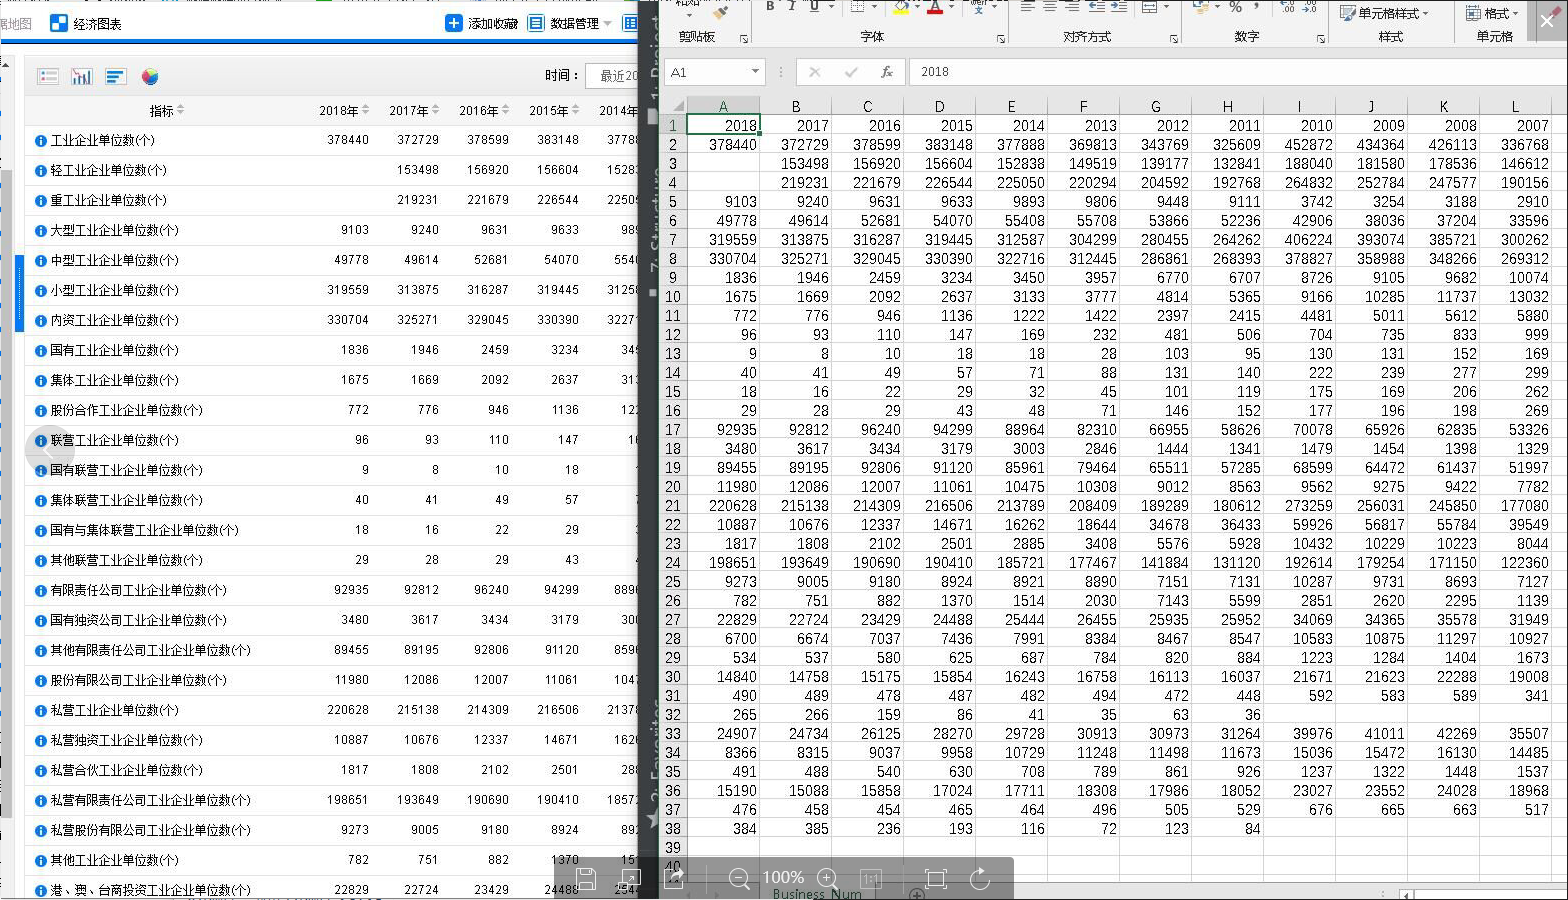 经济图表
添加收藏
数据管理
时间：
最近20
指标 2018年 2017年 2016年 2015年 2014年
工业企业单位数(个) 378440 372729 378599 383148
轻工业企业单位数(个) 153498 156920 156604
重工业企业单位数(个) 219231 221679 226544
大型工业企业单位数(个) 9103 9240 9631 9633
中型工业企业单位数(个) 49778 49614 52681 54070
小型工业企业单位数(个) 319559 313875 316287 319445
内资工业企业单位数(个) 330704 325271 329045 330390
国有工业企业单位数(个) 1836 1946 2459 3234
集体工业企业单位数(个) 1675 1669 2092 2637
股份合作工业企业单位数(个) 772 776 946 1136
联营工业企业单位数(个) 96 93 110 147
国有联营工业企业单位数(个) 9 8 10 18
集体联营工业企业单位数(个) 40 41 49 57
国有与集体联营工业企业单位数(个) 18 16 22 29
其他联营工业企业单位数(个) 29 28 29 43
有限责任公司工业企业单位数(个) 92935 92812 96240 94299
国有独资公司工业企业单位数(个) 3480 3617 3434 3179
其他有限责任公司工业企业单位数(个) 89455 89195 92806 91120
股份有限公司工业企业单位数(个) 11980 12086 12007 11061
私营工业企业单位数(个) 220628 215138 214309 216506
私营独资工业企业单位数(个) 10887 10676 12337 14671
私营合伙工业企业单位数(个) 1817 1808 2102 2501
私营有限责任公司工业企业单位数(个) 198651 193649 190690 190410
私营股份有限公司工业企业单位数(个) 9273 9005 9180 8924
其他工业企业单位数(个) 782 751 882 1370
港、澳、台商投资工业企业单位数(个) 22829 22724 23429 24488
剪贴板 字体 对齐方式 数字 样式 单元格
单元格样式 格式
A1 fx 2018
A B C D E F G H I J K L
1 2018 2017 2016 2015 2014 2013 2012 2011 2010 2009 2008 2007
2 378440 372729 378599 383148 377888 369813 343769 325609 452872 434364 426113 336768
3 153498 156920 156604 152838 149519 139177 132841 188040 181580 178536 146612
4 219231 221679 226544 225050 220294 204592 192768 264832 252784 247577 190156
5 9103 9240 9631 9633 9893 9806 9448 9111 3742 3254 3188 2910
6 49778 49614 52681 54070 55408 55708 53866 52236 42906 38036 37204 33596
7 319559 313875 316287 319445 312587 304299 280455 264262 406224 393074 385721 300262
8 330704 325271 329045 330390 322716 312445 286861 268393 378827 358988 348266 269312
9 1836 1946 2459 3234 3450 3957 6770 6707 8726 9105 9682 10074
10 1675 1669 2092 2637 3133 3777 4814 5365 9166 10285 11737 13032
11 772 776 946 1136 1222 1422 2397 2415 4481 5011 5612 5880
12 96 93 110 147 169 232 481 506 704 735 833 999
13 9 8 10 18 18 28 103 95 130 131 152 169
14 40 41 49 57 71 88 131 140 222 239 277 299
15 18 16 22 29 32 45 101 119 175 169 206 262
16 29 28 29 43 48 71 146 152 177 196 198 269
17 92935 92812 96240 94299 88964 82310 66955 58626 70078 65926 62835 53326
18 3480 3617 3434 3179 3003 2846 1444 1341 1479 1454 1398 1329
19 89455 89195 92806 91120 85961 79464 65511 57285 68599 64472 61437 51997
20 11980 12086 12007 11061 10475 10308 9012 8563 9562 9275 9422 7782
21 220628 215138 214309 216506 213789 208409 189289 180612 273259 256031 245850 177080
22 10887 10676 12337 14671 16262 18644 34678 36433 59926 56817 55784 39549
23 1817 1808 2102 2501 2885 3408 5576 5928 10432 10229 10223 8044
24 198651 193649 190690 190410 185721 177467 141884 131120 192614 179254 171150 122360
25 9273 9005 9180 8924 8921 8890 7151 7131 10287 9731 8693 7127
26 782 751 882 1370 1514 2030 7143 5599 2851 2620 2295 1139
27 22829 22724 23429 24488 25444 26455 25935 25952 34069 34365 35578 31949
28 6700 6674 7037 7436 7991 8384 8467 8547 10583 10875 11297 10927
29 534 537 580 625 687 784 820 884 1223 1284 1404 1673
30 14840 14758 15175 15854 16243 16758 16113 16037 21671 21623 22288 19008
31 490 489 478 487 482 494 472 448 592 583 589 341
32 265 266 159 86 41 35 63 36
33 24907 24734 26125 28270 29728 30913 30973 31264 39976 41011 42269 35507
34 8366 8315 9037 9958 10729 11248 11498 11673 15036 15472 16130 14485
35 491 488 540 630 708 789 861 926 1237 1322 1448 1537
36 15190 15088 15858 17024 17711 18308 17986 18052 23027 23552 24028 18968
37 476 458 454 465 464 496 505 529 676 665 663 517
38 384 385 236 193 116 72 123 84
39
40
100% 1:1
Business_Num